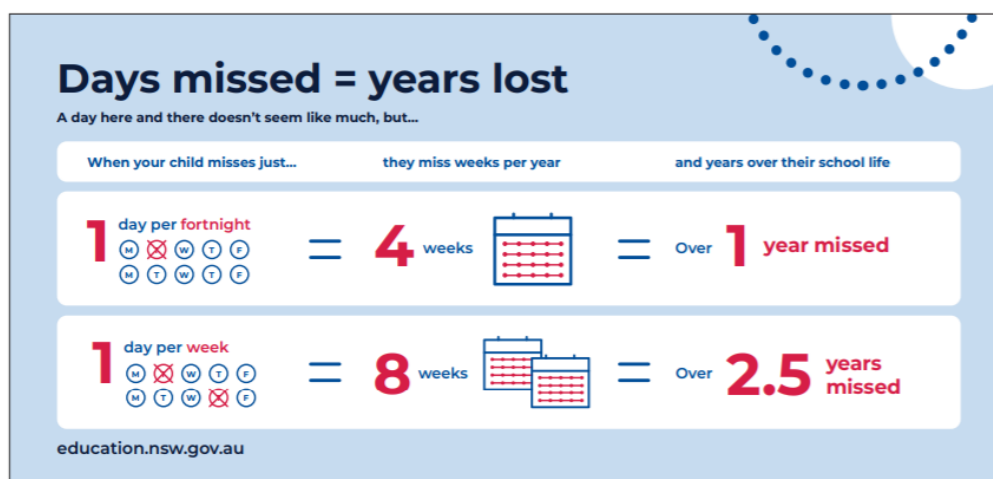 Days missed = years lost
A day here and there doesn't seem like much, but...
When your child misses just... they miss weeks per year and years over their school life
1 day per fortnight
M T W T F
M T W T F
= 4 weeks = Over 1 year missed
1 day per week
M T W T F
M T W T F
= 8 weeks = Over 2.5 years missed
education.nsw.gov.au